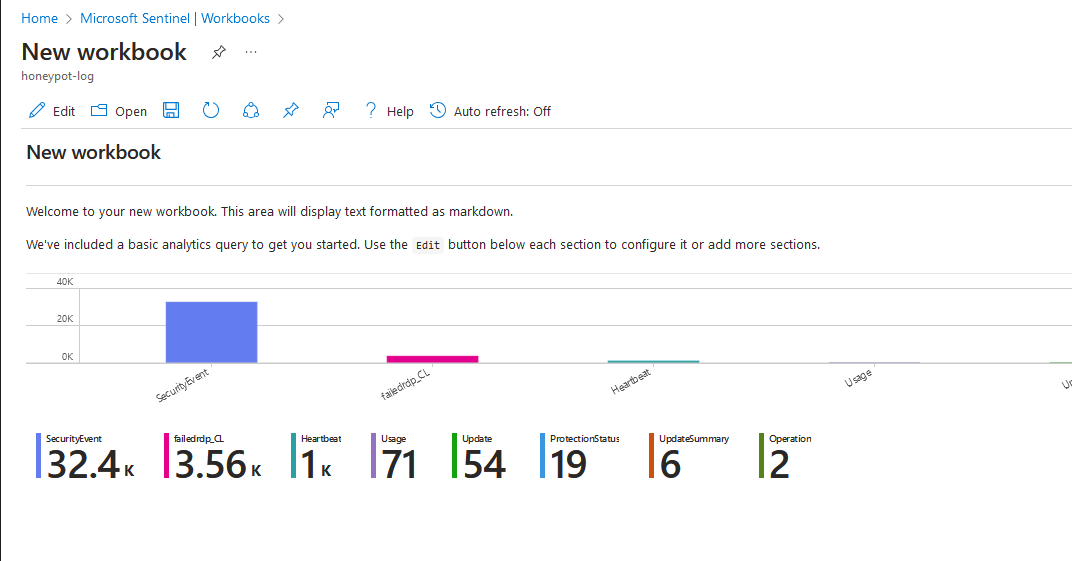 Home > Microsoft Sentinel | Workbooks >
New workbook
honeypot-log
Edit Open Help Auto refresh: Off
New workbook
Welcome to your new workbook. This area will display text formatted as markdown.
We've included a basic analytics query to get you started. Use the Edit button below each section to configure it or add more sections.
40K
20K
0K
SecurityEvent failedrdp_CL Heartbeat Usage
SecurityEvent failedrdp_CL Heartbeat Usage Update ProtectionStatus UpdateSummary Operation
32.4 K 3.56 K 1 K 71 54 19 6 2